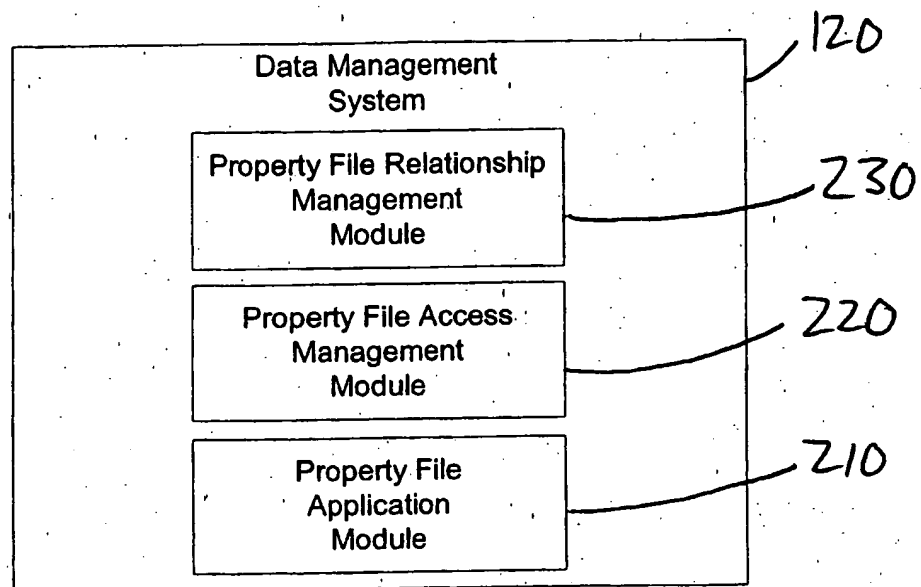 120
Data Management
System
Property File Relationship
Management
Module
230
Property File Access
Management
Module
220
Property File
Application
Module
210